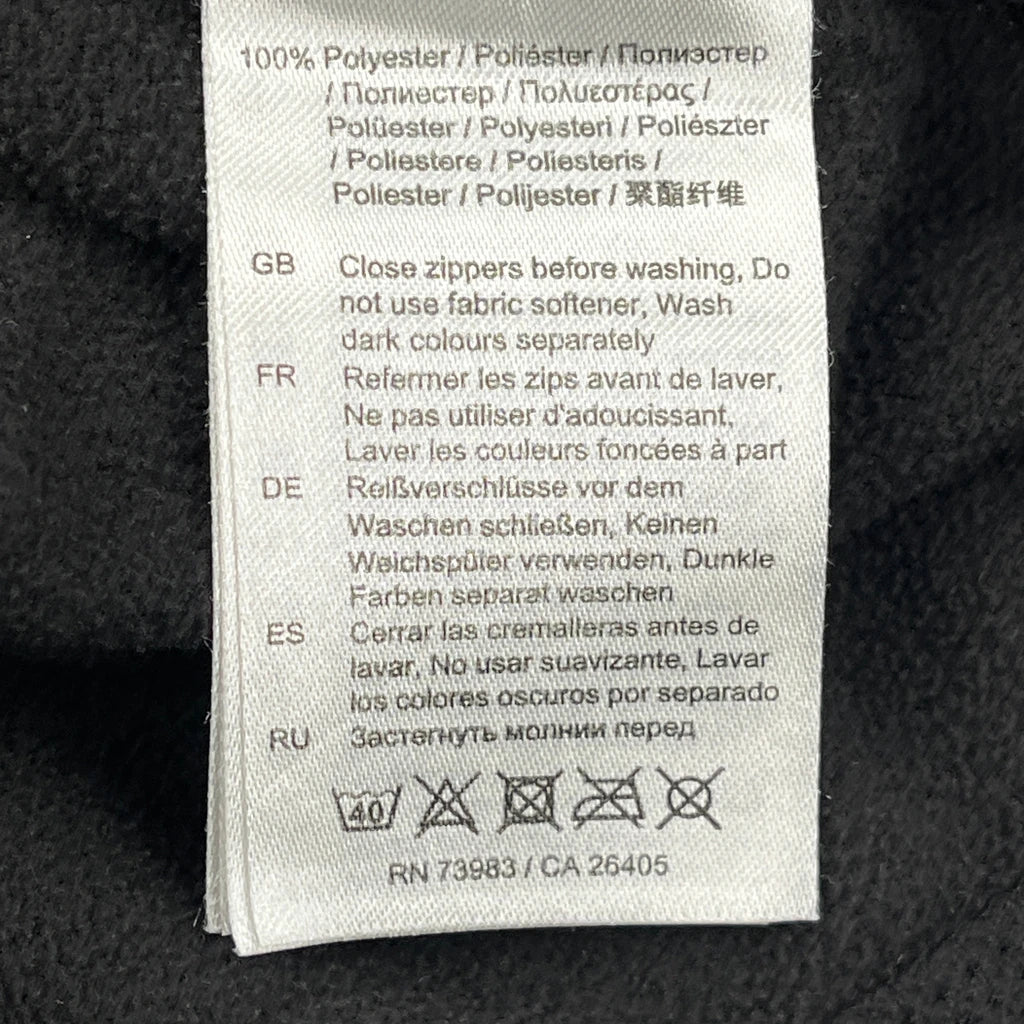 100% Polyester / Poliéster / Полиэстер
/ Полиестер / Πολυεστέρας /
Polüester / Polyesteri / Poliészter
/ Poliestere / Poliesteris /
Poliester / Polijester / 聚酯纤维
GB Close zippers before washing, Do
not use fabric softener, Wash
dark colours separately
FR Refermer les zips avant de laver,
Ne pas utiliser d'adoucissant,
Laver les couleurs foncées à part
DE Reißverschlüsse vor dem
Waschen schließen, Keinen
Weichspüler verwenden, Dunkle
Farben separat waschen
ES Cerrar las cremalleras antes de
lavar, No usar suavizante, Lavar
los colores oscuros por separado
RU Застегнуть молнии перед
40
RN 73983 / CA 26405